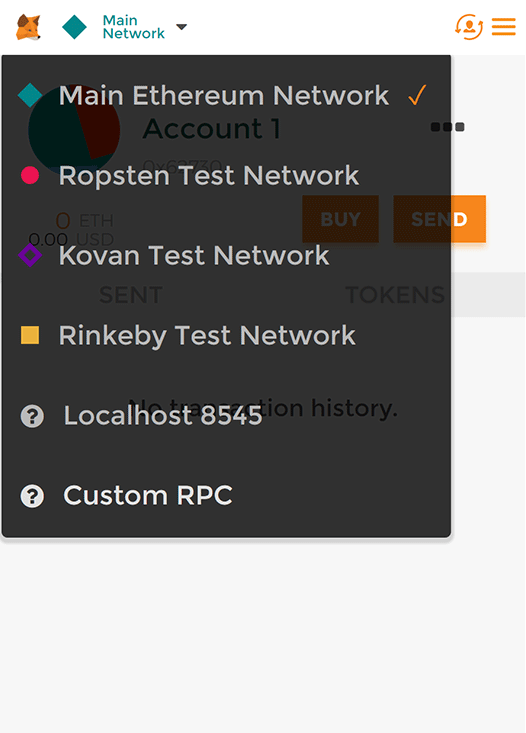 Main
Network
Main Ethereum Network
Account 1
0x62730
Ropsten Test Network
0 ETH
BUY
SEND
0.00 USD
Kovan Test Network
SENT
TOKENS
Rinkeby Test Network
No transaction history.
Localhost 8545
Custom RPC